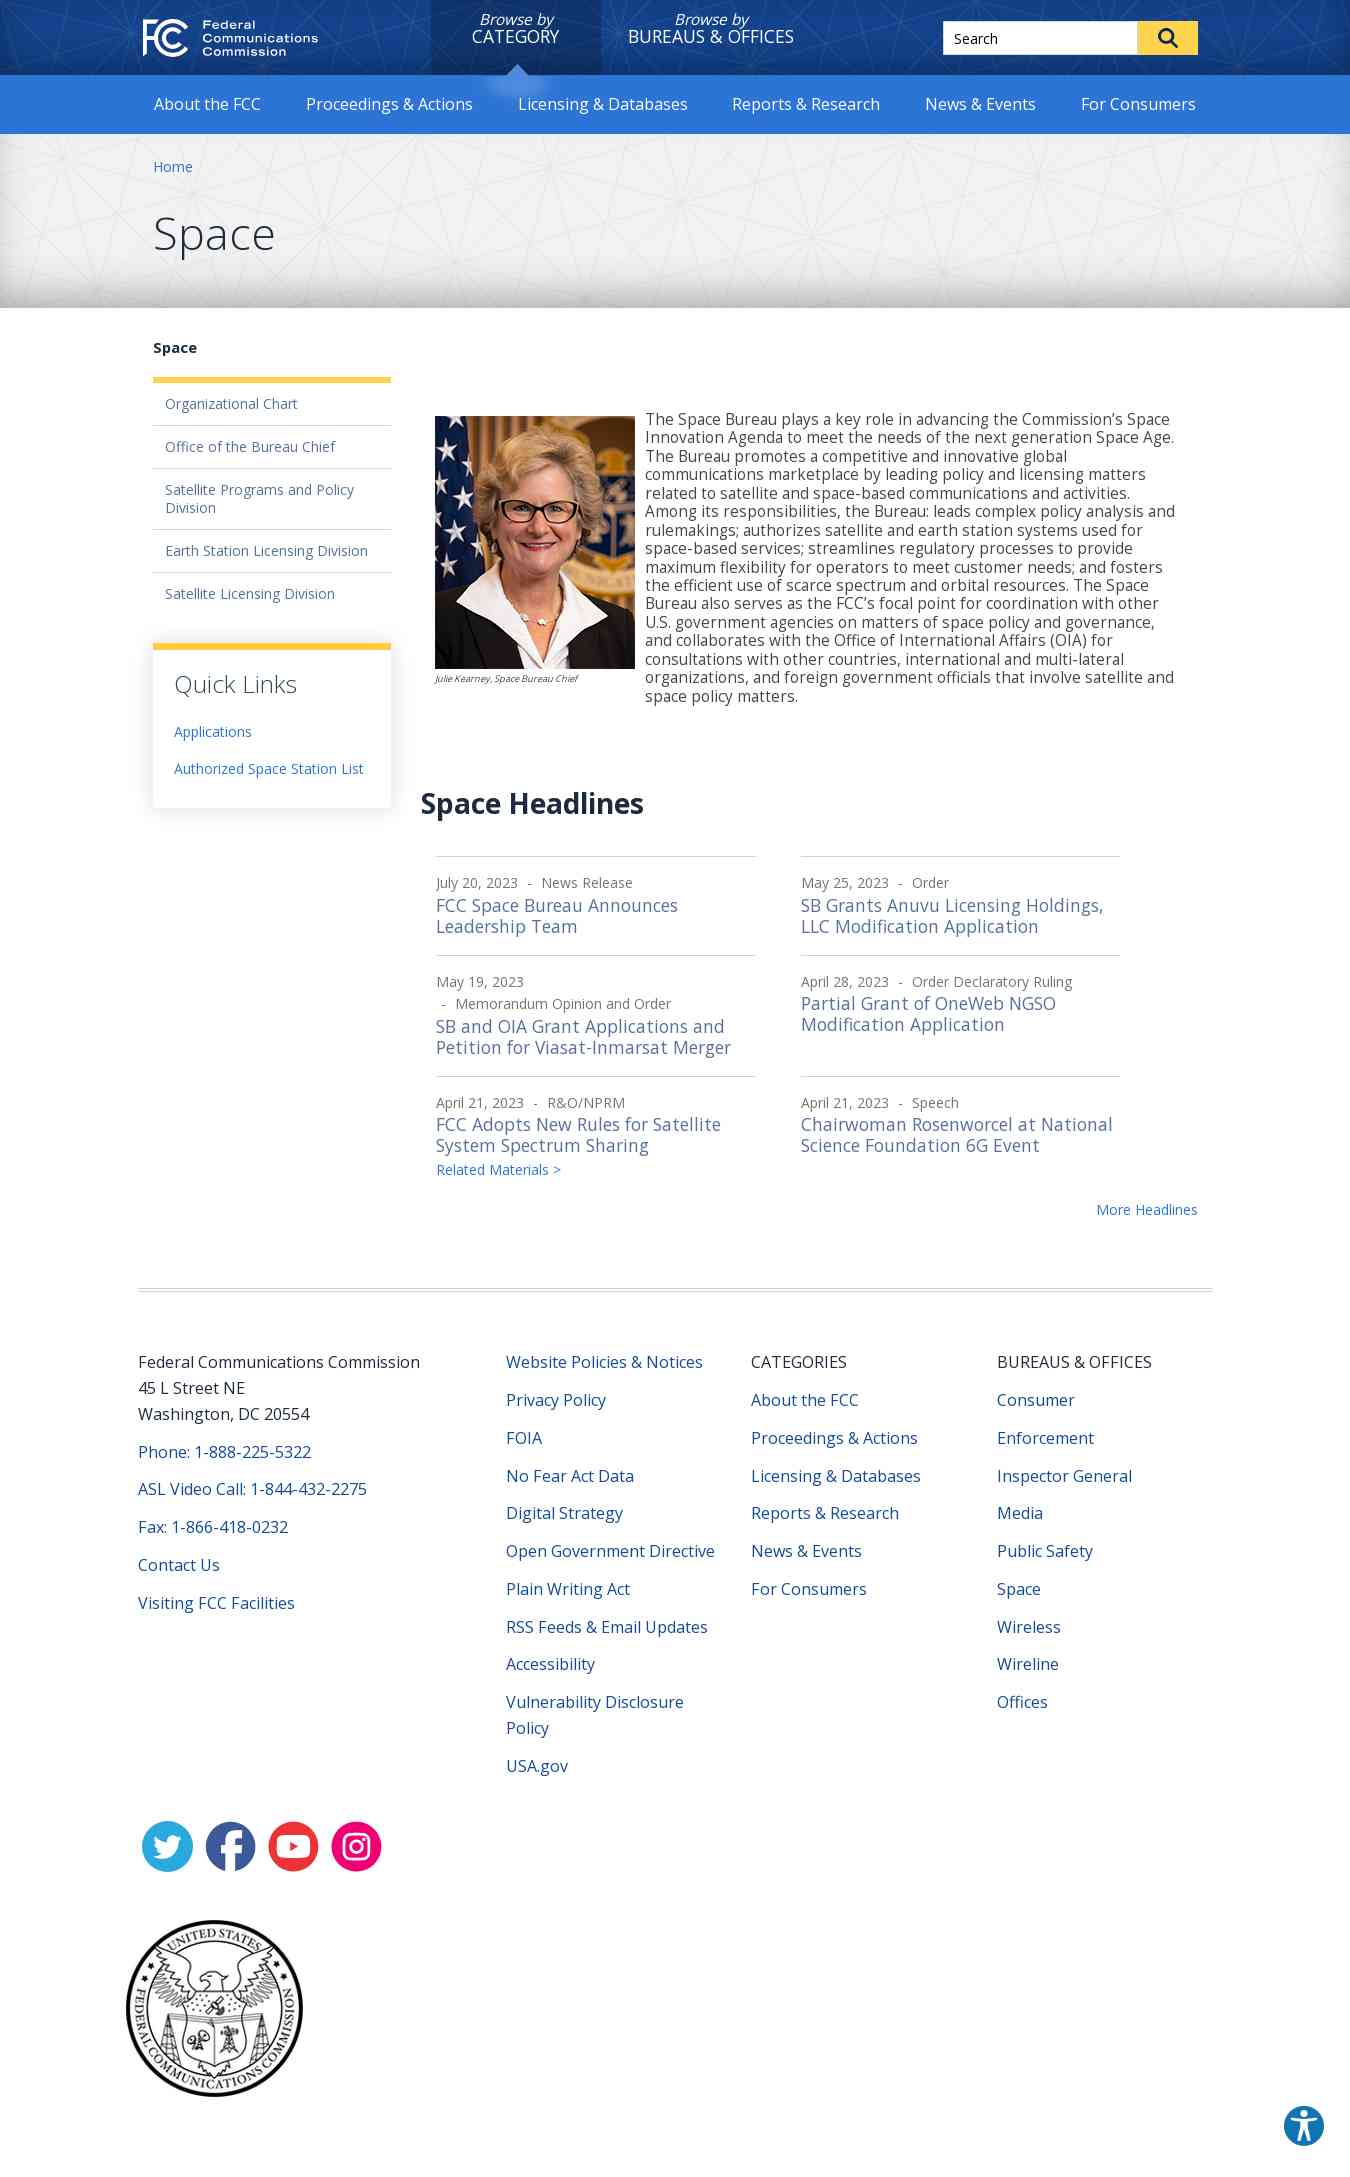 FCC Federal
Communications
Commission
Browse by
CATEGORY
Browse by
BUREAUS & OFFICES
Search
About the FCC
Proceedings & Actions
Licensing & Databases
Reports & Research
News & Events
For Consumers
Home
Space
Space
Organizational Chart
Office of the Bureau Chief
Satellite Programs and Policy
Division
Earth Station Licensing Division
Satellite Licensing Division
Quick Links
Applications
Authorized Space Station List
Julie Kearney, Space Bureau Chief
The Space Bureau plays a key role in advancing the Commission’s Space
Innovation Agenda to meet the needs of the next generation Space Age.
The Bureau promotes a competitive and innovative global
communications marketplace by leading policy and licensing matters
related to satellite and space-based communications and activities.
Among its responsibilities, the Bureau: leads complex policy analysis and
rulemakings; authorizes satellite and earth station systems used for
space-based services; streamlines regulatory processes to provide
maximum flexibility for operators to meet customer needs; and fosters
the efficient use of scarce spectrum and orbital resources. The Space
Bureau also serves as the FCC’s focal point for coordination with other
U.S. government agencies on matters of space policy and governance,
and collaborates with the Office of International Affairs (OIA) for
consultations with other countries, international and multi-lateral
organizations, and foreign government officials that involve satellite and
space policy matters.
Space Headlines
July 20, 2023 - News Release
FCC Space Bureau Announces
Leadership Team
May 25, 2023 - Order
SB Grants Anuvu Licensing Holdings,
LLC Modification Application
May 19, 2023
- Memorandum Opinion and Order
SB and OIA Grant Applications and
Petition for Viasat-Inmarsat Merger
April 28, 2023 - Order Declaratory Ruling
Partial Grant of OneWeb NGSO
Modification Application
April 21, 2023 - R&O/NPRM
FCC Adopts New Rules for Satellite
System Spectrum Sharing
Related Materials >
April 21, 2023 - Speech
Chairwoman Rosenworcel at National
Science Foundation 6G Event
More Headlines
Federal Communications Commission
45 L Street NE
Washington, DC 20554
Phone: 1-888-225-5322
ASL Video Call: 1-844-432-2275
Fax: 1-866-418-0232
Contact Us
Visiting FCC Facilities
Website Policies & Notices
Privacy Policy
FOIA
No Fear Act Data
Digital Strategy
Open Government Directive
Plain Writing Act
RSS Feeds & Email Updates
Accessibility
Vulnerability Disclosure
Policy
USA.gov
CATEGORIES
About the FCC
Proceedings & Actions
Licensing & Databases
Reports & Research
News & Events
For Consumers
BUREAUS & OFFICES
Consumer
Enforcement
Inspector General
Media
Public Safety
Space
Wireless
Wireline
Offices
UNITED STATES
FEDERAL COMMUNICATIONS COMMISSION